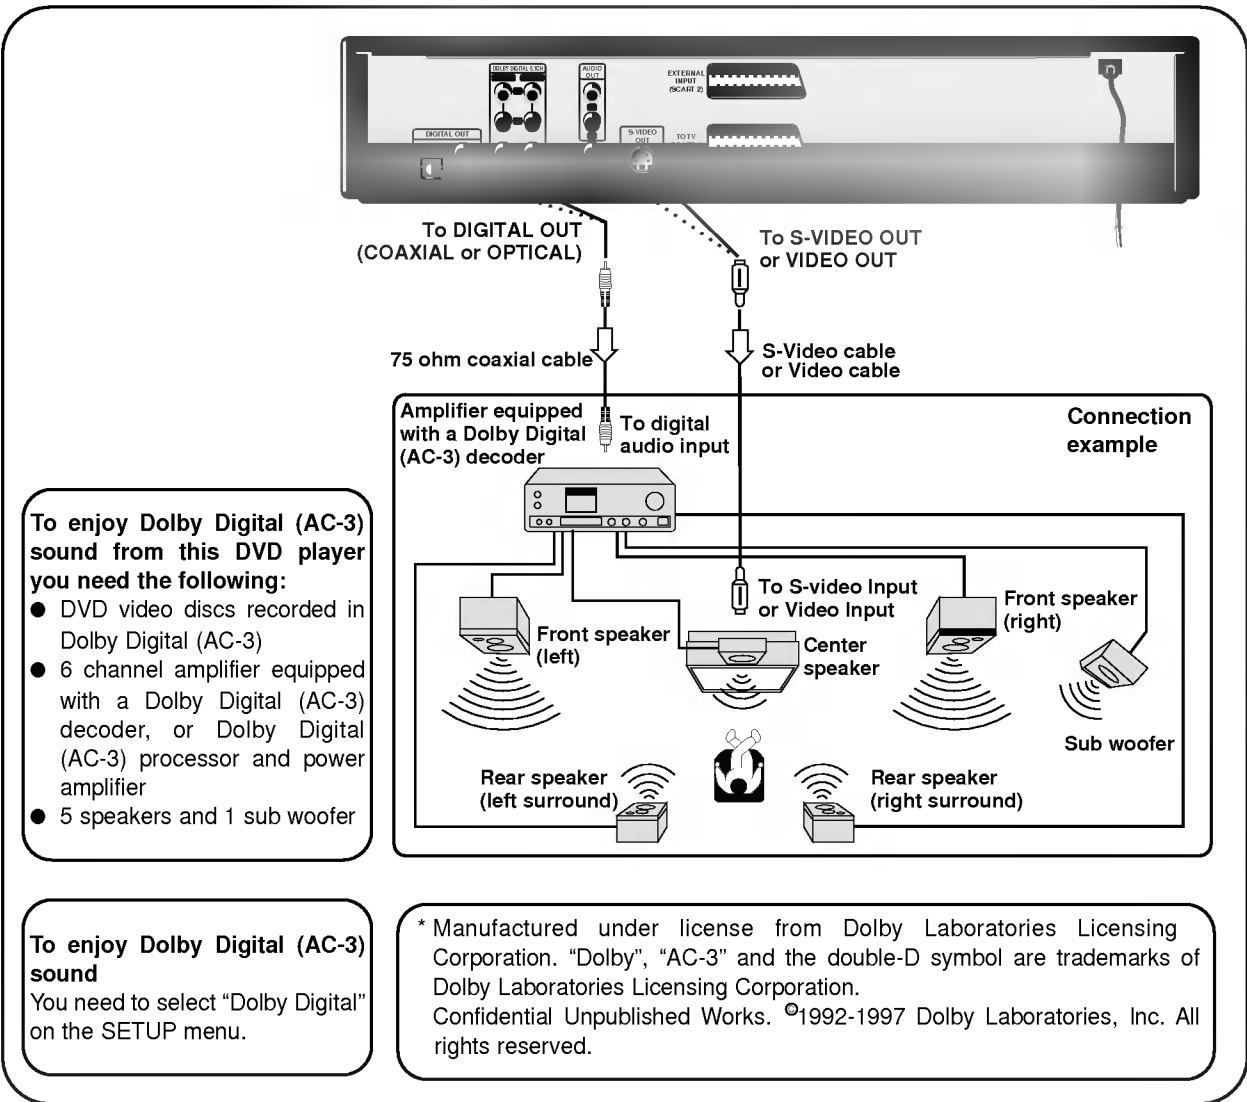 DOLBY DIGITAL 5.1CH
AUDIO
OUT
EXTERNAL
INPUT
(SCART 2)
DIGITAL OUT
S-VIDEO
OUT
TO TV
To DIGITAL OUT
(COAXIAL or OPTICAL)
To S-VIDEO OUT
or VIDEO OUT
75 ohm coaxial cable
S-Video cable
or Video cable
Amplifier equipped
with a Dolby Digital
(AC-3) decoder
To digital
audio input
Connection
example
To S-video Input
or Video Input
Front speaker
(left)
Center
speaker
Front speaker
(right)
Sub woofer
Rear speaker
(left surround)
Rear speaker
(right surround)
To enjoy Dolby Digital (AC-3)
sound from this DVD player
you need the following:
● DVD video discs recorded in
Dolby Digital (AC-3)
● 6 channel amplifier equipped
with a Dolby Digital (AC-3)
decoder, or Dolby Digital
(AC-3) processor and power
amplifier
● 5 speakers and 1 sub woofer
To enjoy Dolby Digital (AC-3)
sound
You need to select “Dolby Digital”
on the SETUP menu.
* Manufactured under license from Dolby Laboratories Licensing
Corporation. “Dolby”, “AC-3” and the double-D symbol are trademarks of
Dolby Laboratories Licensing Corporation.
Confidential Unpublished Works. ©1992-1997 Dolby Laboratories, Inc. All
rights reserved.